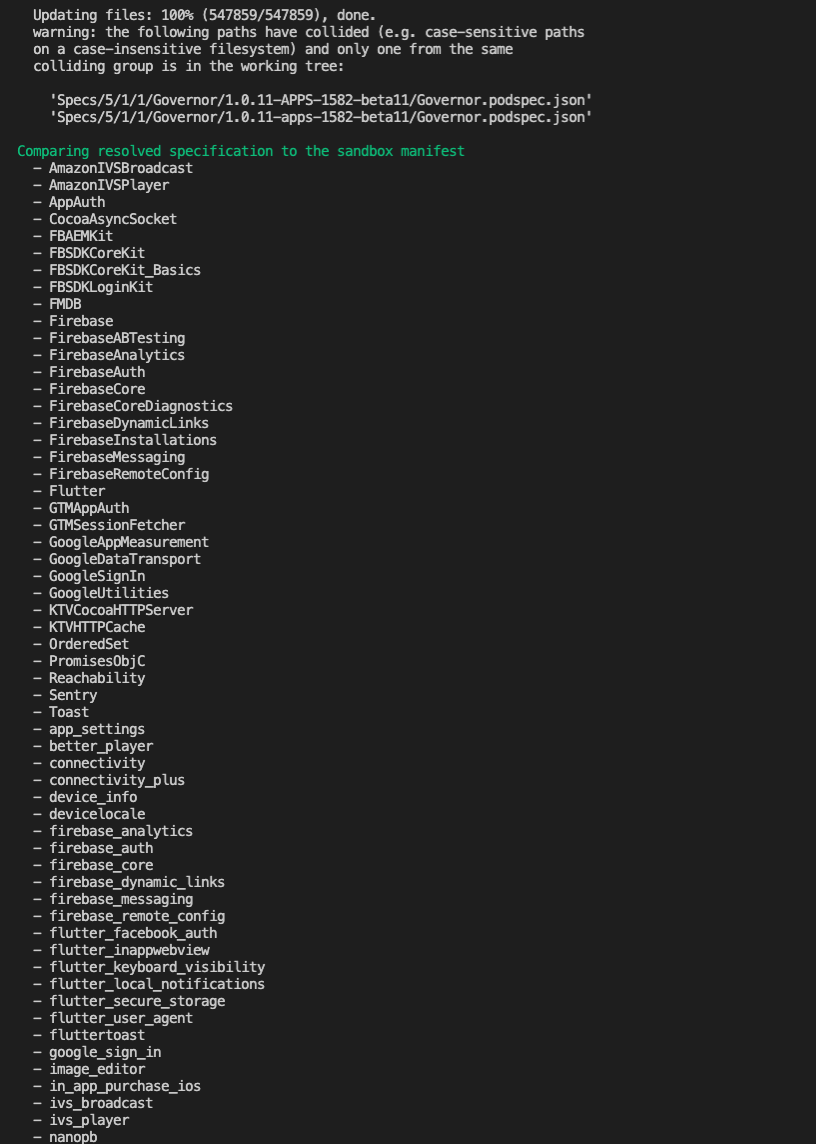 Updating files: 100% (547859/547859), done.
warning: the following paths have collided (e.g. case-sensitive paths
on a case-insensitive filesystem) and only one from the same
colliding group is in the working tree:
'Specs/5/1/1/Governor/1.0.11-APPS-1582-beta11/Governor.podspec.json'
'Specs/5/1/1/Governor/1.0.11-apps-1582-beta11/Governor.podspec.json'
Comparing resolved specification to the sandbox manifest
- AmazonIVSBroadcast
- AmazonIVSPlayer
- AppAuth
- CocoaAsyncSocket
- FBAEMKit
- FBSDKCoreKit
- FBSDKCoreKit_Basics
- FBSDKLoginKit
- FMDB
- Firebase
- FirebaseABTesting
- FirebaseAnalytics
- FirebaseAuth
- FirebaseCore
- FirebaseCoreDiagnostics
- FirebaseDynamicLinks
- FirebaseInstallations
- FirebaseMessaging
- FirebaseRemoteConfig
- Flutter
- GTMAppAuth
- GTMSessionFetcher
- GoogleAppMeasurement
- GoogleDataTransport
- GoogleSignIn
- GoogleUtilities
- KTVCocoaHTTPServer
- KTVHTTPCache
- OrderedSet
- PromisesObjC
- Reachability
- Sentry
- Toast
- app_settings
- better_player
- connectivity
- connectivity_plus
- device_info
- devicelocale
- firebase_analytics
- firebase_auth
- firebase_core
- firebase_dynamic_links
- firebase_messaging
- firebase_remote_config
- flutter_facebook_auth
- flutter_inappwebview
- flutter_keyboard_visibility
- flutter_local_notifications
- flutter_secure_storage
- flutter_user_agent
- fluttertoast
- google_sign_in
- image_editor
- in_app_purchase_ios
- ivs_broadcast
- ivs_player
- nanopb